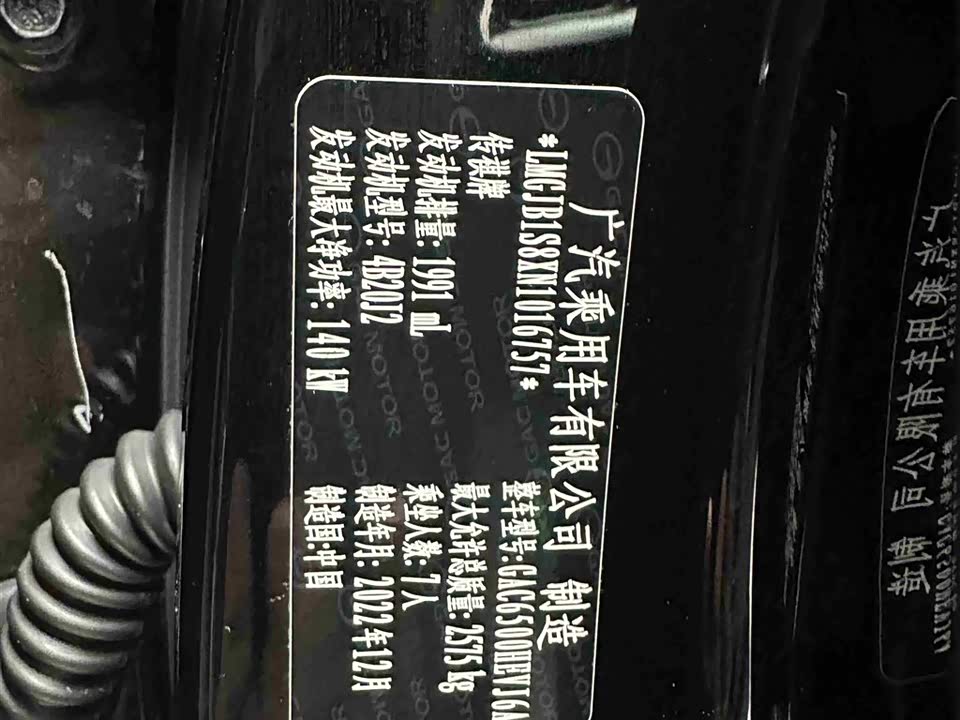 广汽乘用车有限公司 制造
*LMGJB1S8XN1016757*
传祺牌 整车型号:GAC6500HEVJ6A
发动机排量:1991 mL 最大允许总质量:2575 kg
发动机型号:4B20J2 乘坐人数:7人
发动机最大净功率:140 kW 制造年月:2022年12月
制造国:中国